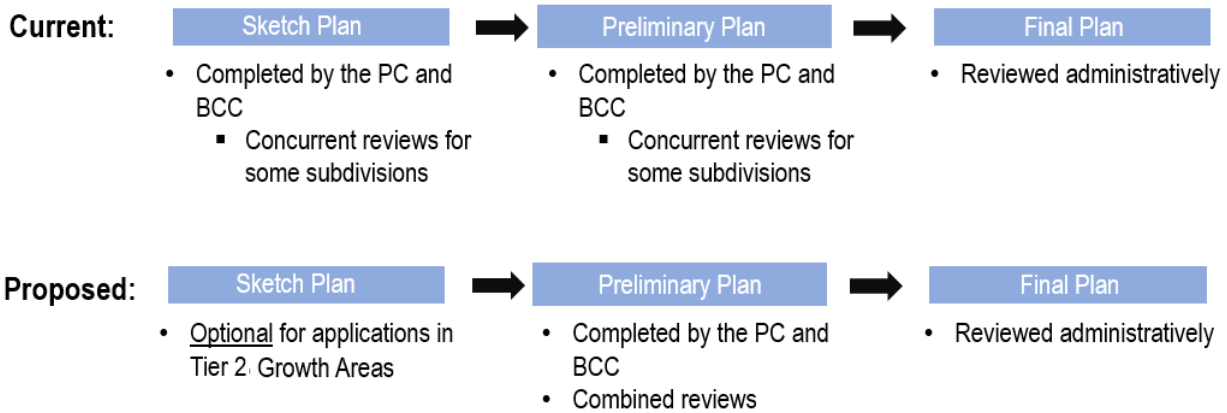 Current:
Sketch Plan
Preliminary Plan
Final Plan
• Completed by the PC and
BCC
▪ Concurrent reviews for
some subdivisions
• Completed by the PC and
BCC
▪ Concurrent reviews for
some subdivisions
• Reviewed administratively
Proposed:
Sketch Plan
Preliminary Plan
Final Plan
• Optional for applications in
Tier 2 Growth Areas
• Completed by the PC and
BCC
• Combined reviews
• Reviewed administratively